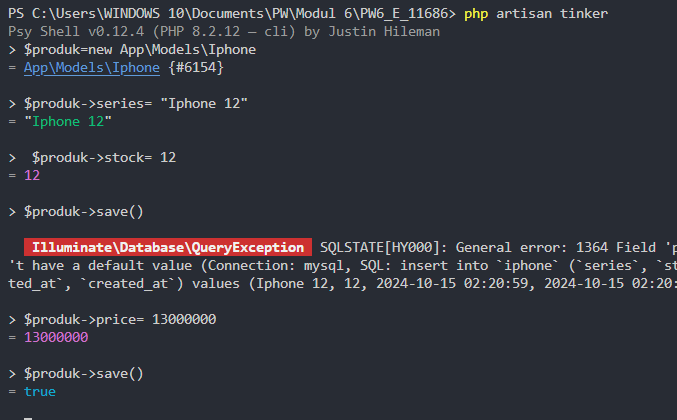 PS C:\Users\WINDOWS 10\Documents\PW\Modul 6\PW6_E_11686> php artisan tinker
Psy Shell v0.12.4 (PHP 8.2.12 — cli) by Justin Hileman
> $produk=new App\Models\Iphone
= App\Models\Iphone {#6154}
> $produk->series= "Iphone 12"
= "Iphone 12"
>  $produk->stock= 12
= 12
> $produk->save()
Illuminate\Database\QueryException  SQLSTATE[HY000]: General error: 1364 Field 'p
't have a default value (Connection: mysql, SQL: insert into `iphone` (`series`, `st
ted_at`, `created_at`) values (Iphone 12, 12, 2024-10-15 02:20:59, 2024-10-15 02:20:
> $produk->price= 13000000
= 13000000
> $produk->save()
= true